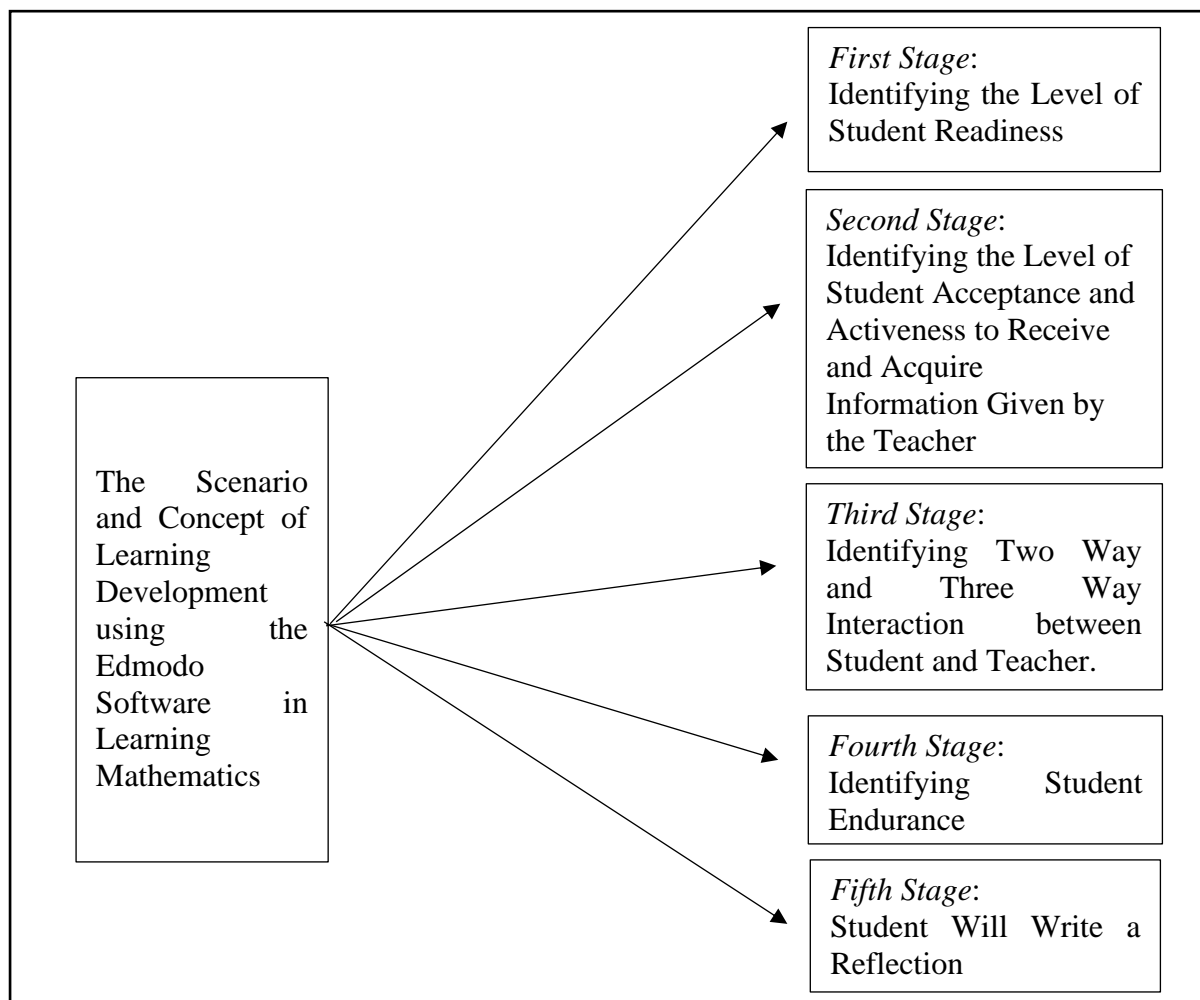 The Scenario
and Concept of
Learning
Development
using the
Edmodo
Software in
Learning
Mathematics
First Stage:
Identifying the Level of
Student Readiness
Second Stage:
Identifying the Level of
Student Acceptance and
Activeness to Receive
and Acquire
Information Given by
the Teacher
Third Stage:
Identifying Two Way
and Three Way
Interaction between
Student and Teacher.
Fourth Stage:
Identifying Student
Endurance
Fifth Stage:
Student Will Write a
Reflection